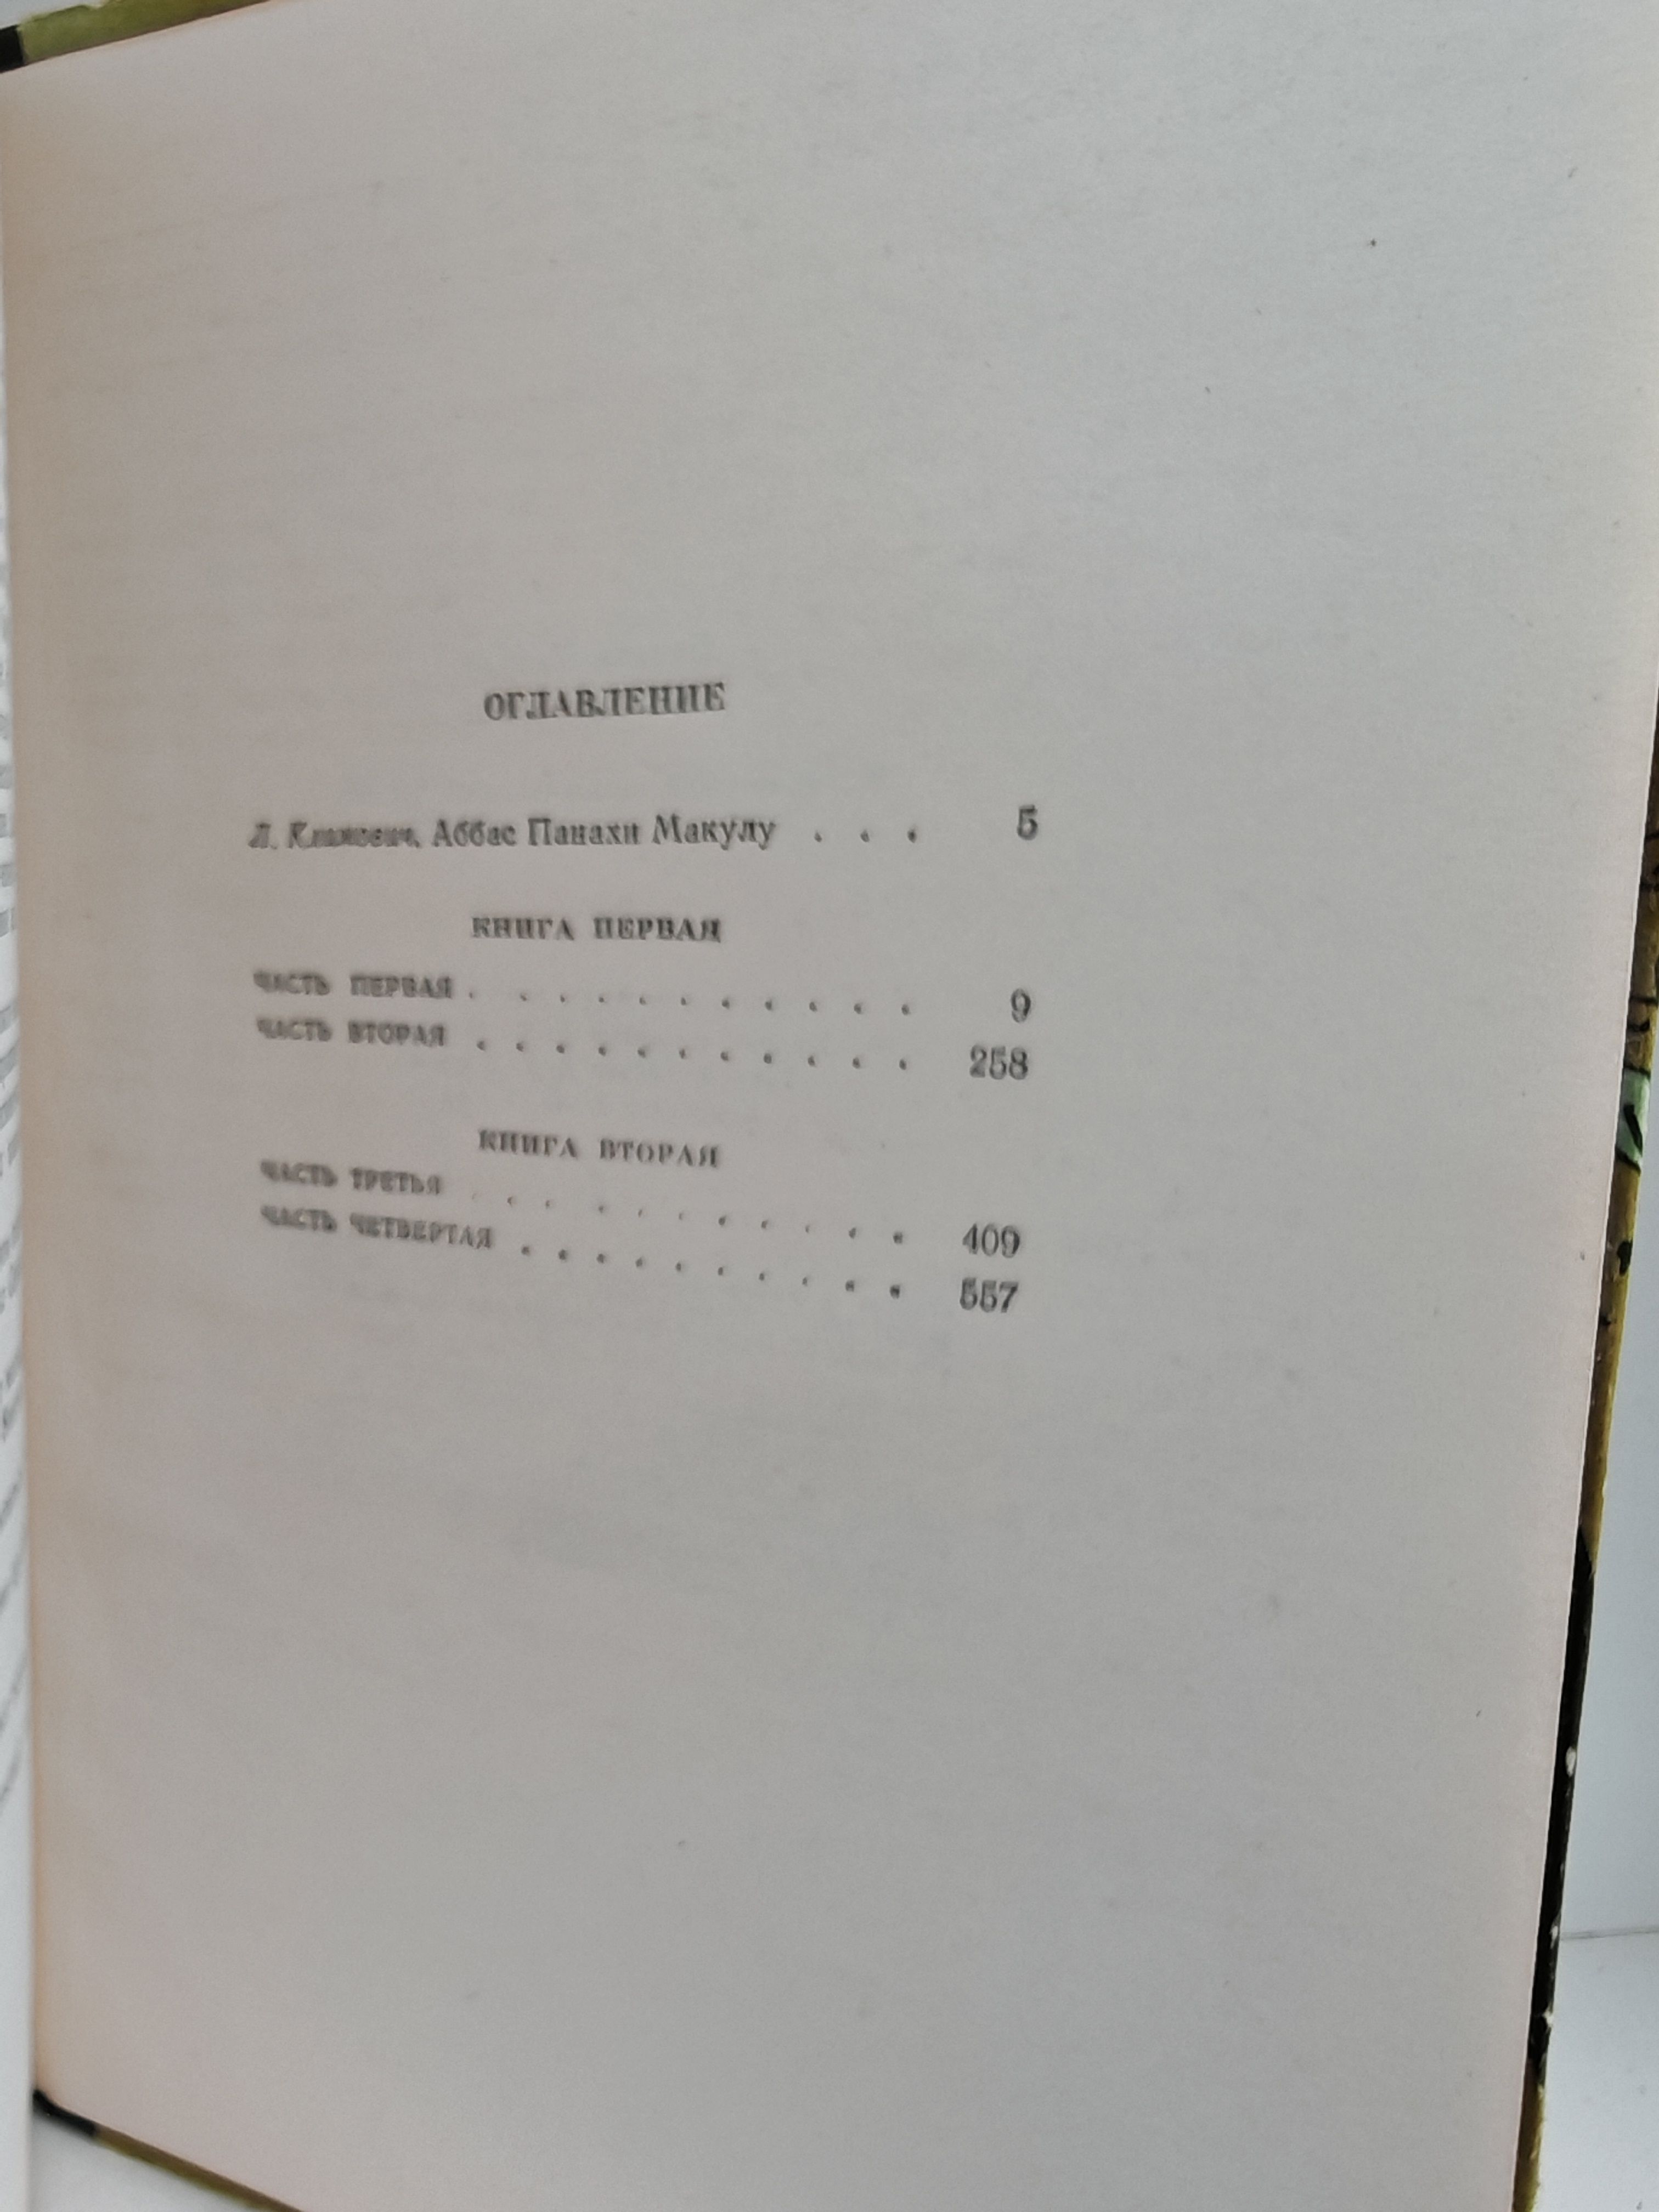 ОГЛАВЛЕНИЕ
Л. Климович. Аббас Панахи Макулу . . . 5
КНИГА ПЕРВАЯ
ЧАСТЬ ПЕРВАЯ . . . . . . . . . . . 9
ЧАСТЬ ВТОРАЯ . . . . . . . . . . . 258
КНИГА ВТОРАЯ
ЧАСТЬ ТРЕТЬЯ . . . . . . . . . . . 409
ЧАСТЬ ЧЕТВЕРТАЯ . . . . . . . . . . 557